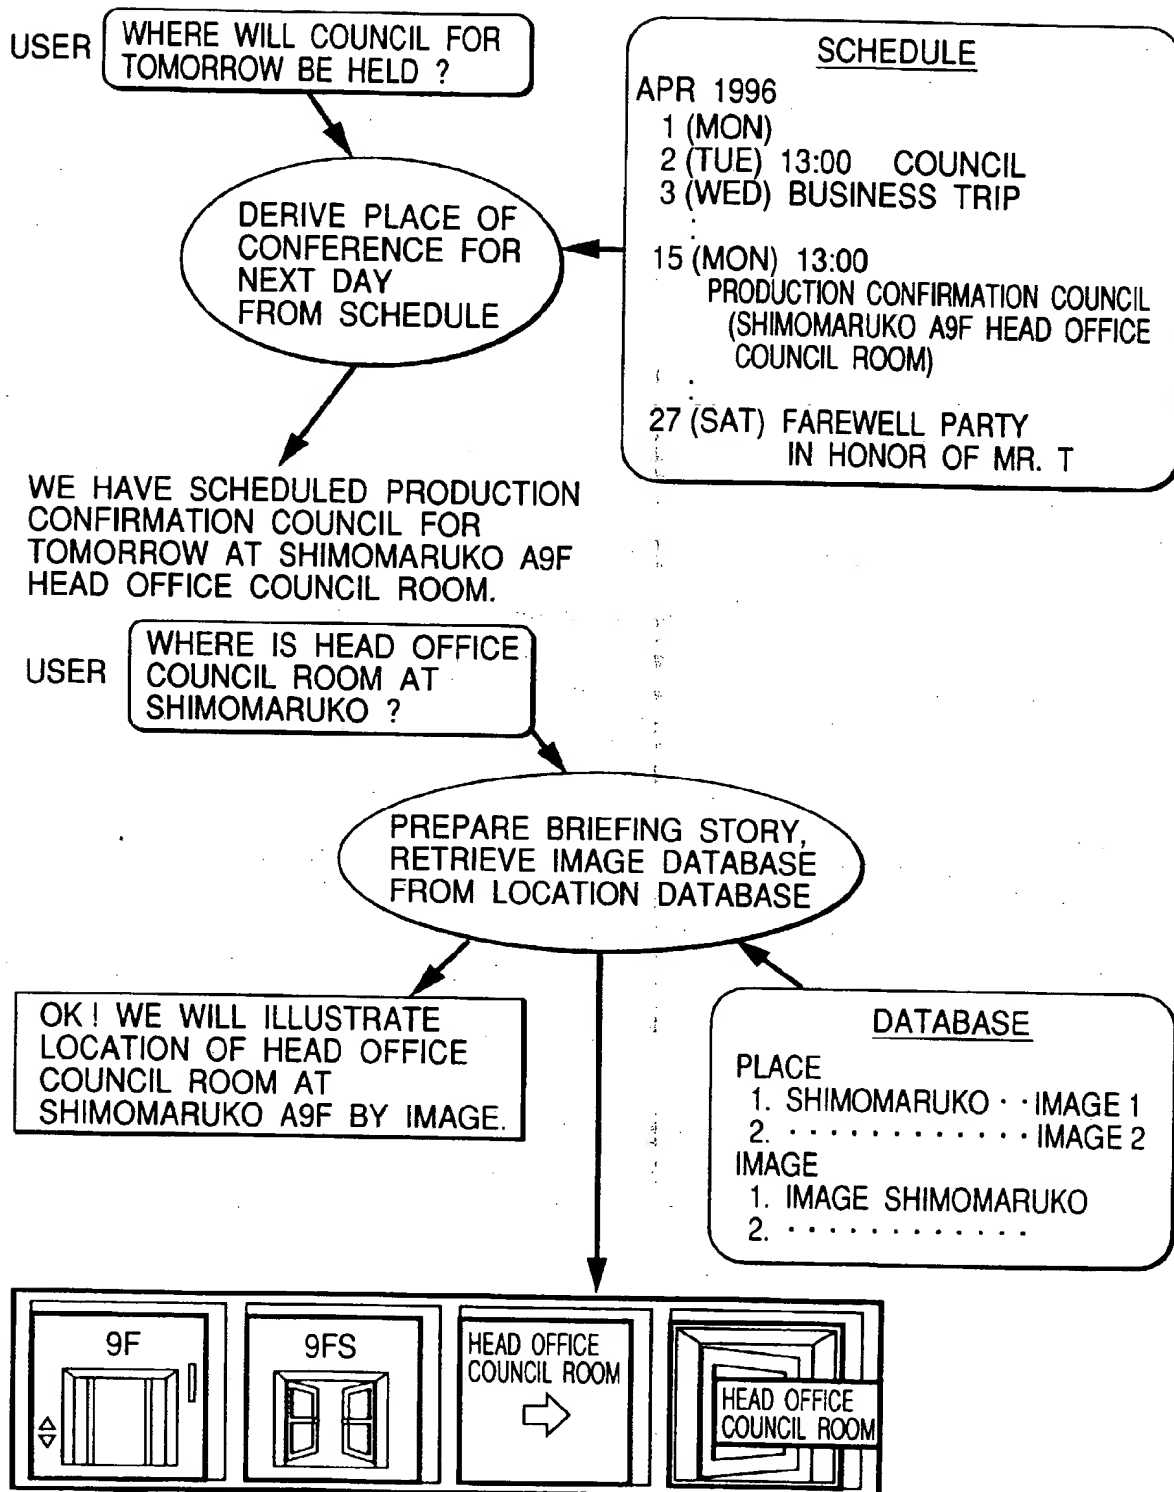 USER
WHERE WILL COUNCIL FOR
TOMORROW BE HELD ?
SCHEDULE
APR 1996
1 (MON)
2 (TUE) 13:00 COUNCIL
3 (WED) BUSINESS TRIP
:
15 (MON) 13:00
PRODUCTION CONFIRMATION COUNCIL
(SHIMOMARUKO A9F HEAD OFFICE
COUNCIL ROOM)
:
27 (SAT) FAREWELL PARTY
IN HONOR OF MR. T
DERIVE PLACE OF
CONFERENCE FOR
NEXT DAY
FROM SCHEDULE
WE HAVE SCHEDULED PRODUCTION
CONFIRMATION COUNCIL FOR
TOMORROW AT SHIMOMARUKO A9F
HEAD OFFICE COUNCIL ROOM.
USER
WHERE IS HEAD OFFICE
COUNCIL ROOM AT
SHIMOMARUKO ?
PREPARE BRIEFING STORY,
RETRIEVE IMAGE DATABASE
FROM LOCATION DATABASE
OK! WE WILL ILLUSTRATE
LOCATION OF HEAD OFFICE
COUNCIL ROOM AT
SHIMOMARUKO A9F BY IMAGE.
DATABASE
PLACE
1. SHIMOMARUKO · · IMAGE 1
2. · · · · · · · · · · · · IMAGE 2
IMAGE
1. IMAGE SHIMOMARUKO
2. · · · · · · · · · · · ·
9F
9FS
HEAD OFFICE
COUNCIL ROOM
HEAD OFFICE
COUNCIL ROOM